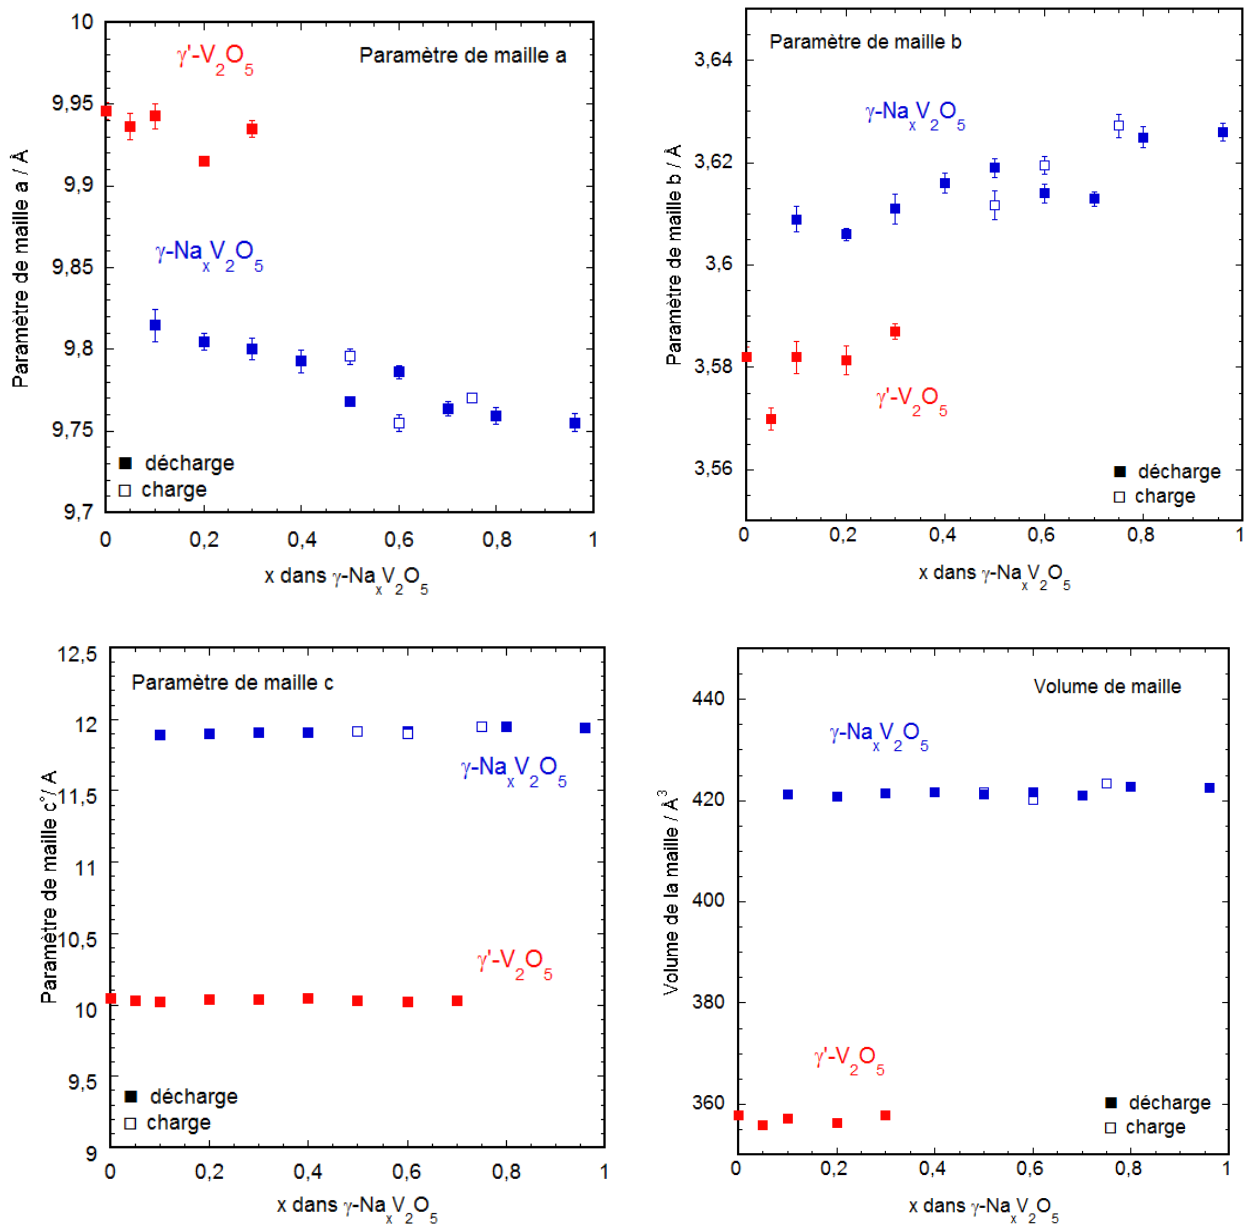 10
9,95
9,9
9,85
9,8
9,75
9,7
Paramètre de maille a / Å
γ'-V2O5
Paramètre de maille a
γ-NaxV2O5
décharge
charge
0 0,2 0,4 0,6 0,8 1
x dans γ-NaxV2O5
3,64
3,62
3,6
3,58
3,56
Paramètre de maille b / Å
Paramètre de maille b
γ-NaxV2O5
γ'-V2O5
décharge
charge
0 0,2 0,4 0,6 0,8 1
x dans γ-NaxV2O5
12,5
12
11,5
11
10,5
10
9,5
9
Paramètre de maille c°/ A
Paramètre de maille c
γ-NaxV2O5
γ'-V2O5
décharge
charge
0 0,2 0,4 0,6 0,8 1
x dans γ-NaxV2O5
440
420
400
380
360
350
Volume de la maille / Å3
Volume de maille
γ-NaxV2O5
γ'-V2O5
décharge
charge
0 0,2 0,4 0,6 0,8 1
x dans γ-NaxV2O5